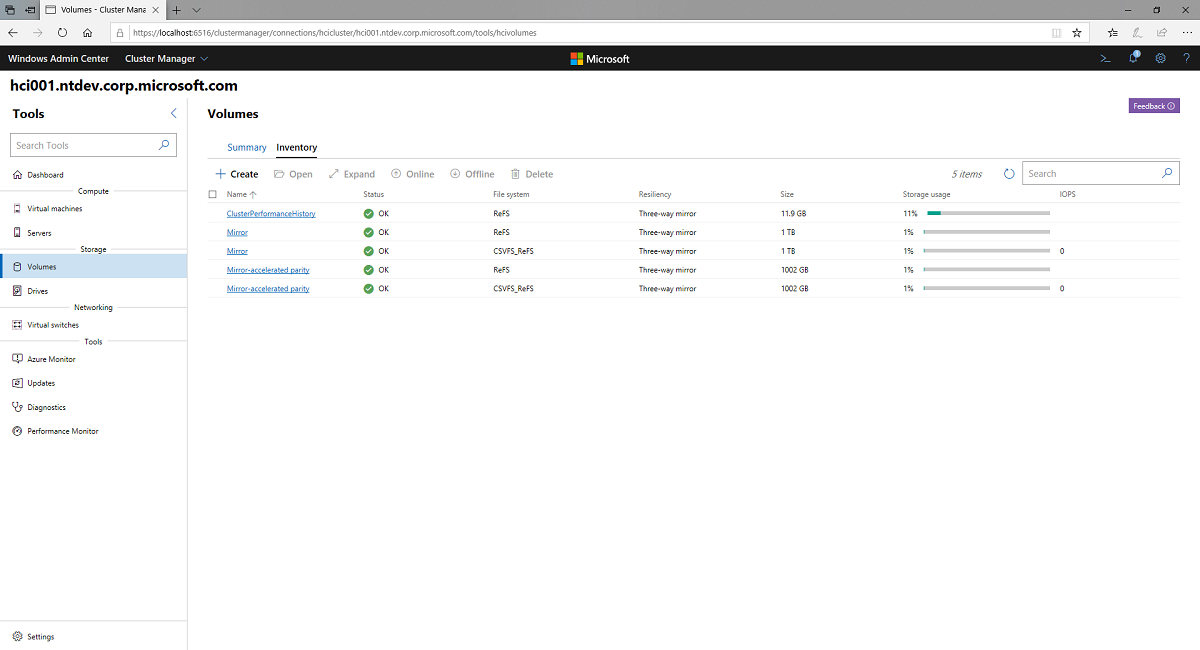 Volumes - Cluster Mana
https://localhost:6516/clustermanager/connections/hcicluster/hci001.ntdev.corp.microsoft.com/tools/hcivolumes
Windows Admin Center Cluster Manager Microsoft 1 ?
hci001.ntdev.corp.microsoft.com
Tools
Search Tools
Dashboard
Compute
Virtual machines
Servers
Storage
Volumes
Drives
Networking
Virtual switches
Tools
Azure Monitor
Updates
Diagnostics
Performance Monitor
Settings
Volumes
Feedback
Summary Inventory
Create Open Expand Online Offline Delete 5 items Search
Name Status File system Resiliency Size Storage usage IOPS
ClusterPerformanceHistory OK ReFS Three-way mirror 11.9 GB 11%
Mirror OK ReFS Three-way mirror 1 TB 1%
Mirror OK CSVFS_ReFS Three-way mirror 1 TB 1% 0
Mirror-accelerated parity OK ReFS Three-way mirror 1002 GB 1%
Mirror-accelerated parity OK CSVFS_ReFS Three-way mirror 1002 GB 1% 0